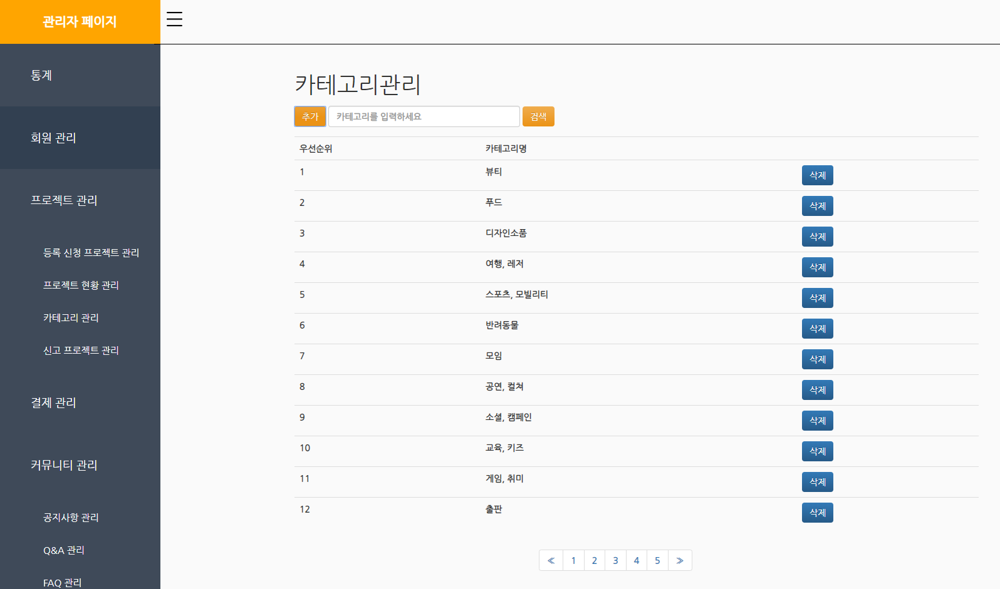 관리자 페이지
통계
회원 관리
프로젝트 관리
등록 신청 프로젝트 관리
프로젝트 현황 관리
카테고리 관리
신고 프로젝트 관리
결제 관리
커뮤니티 관리
공지사항 관리
Q&A 관리
FAQ 관리
카테고리관리
추가 카테고리를 입력하세요 검색
우선순위 카테고리명
1 뷰티 삭제
2 푸드 삭제
3 디자인소품 삭제
4 여행, 레저 삭제
5 스포츠, 모빌리티 삭제
6 반려동물 삭제
7 모임 삭제
8 공연, 컬쳐 삭제
9 소셜, 캠페인 삭제
10 교육, 키즈 삭제
11 게임, 취미 삭제
12 출판 삭제
≪ 1 2 3 4 5 ≫